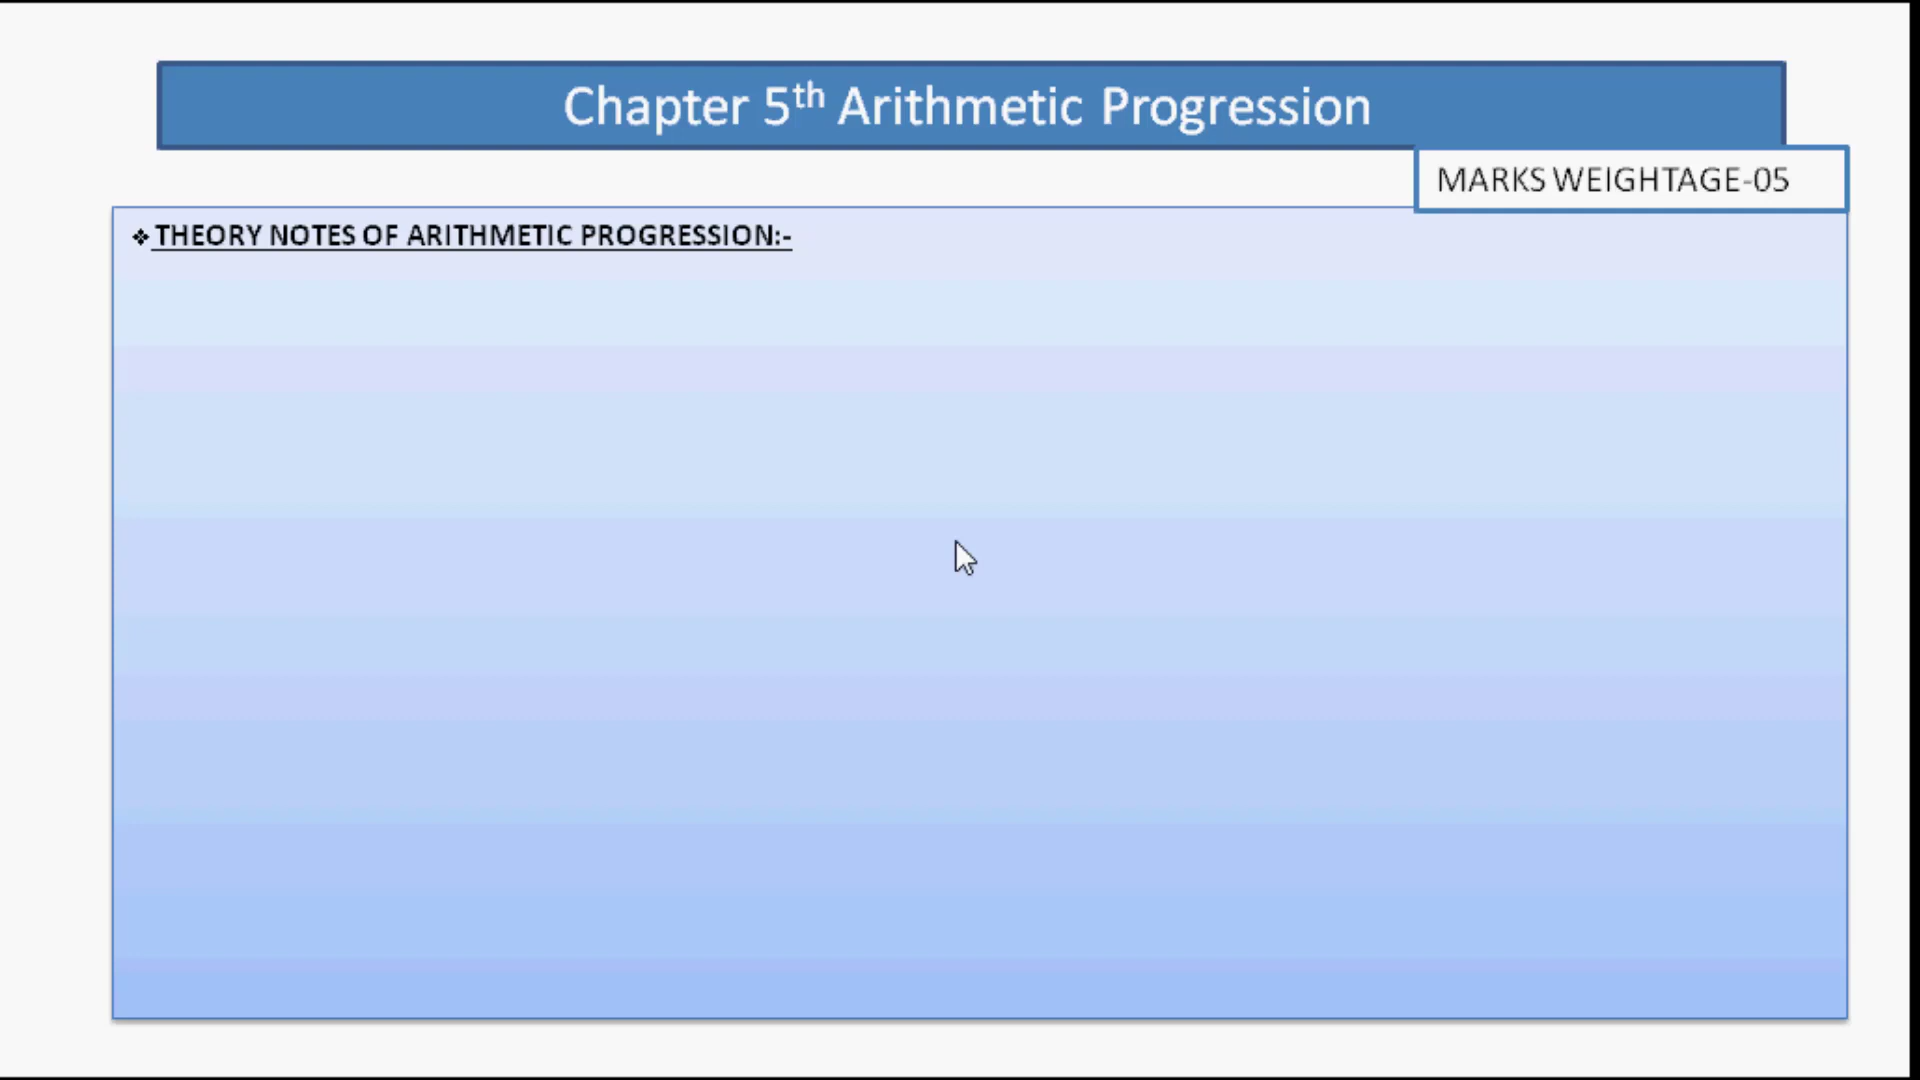 Chapter 5th Arithmetic Progression
MARKS WEIGHTAGE-05
❖ THEORY NOTES OF ARITHMETIC PROGRESSION:-